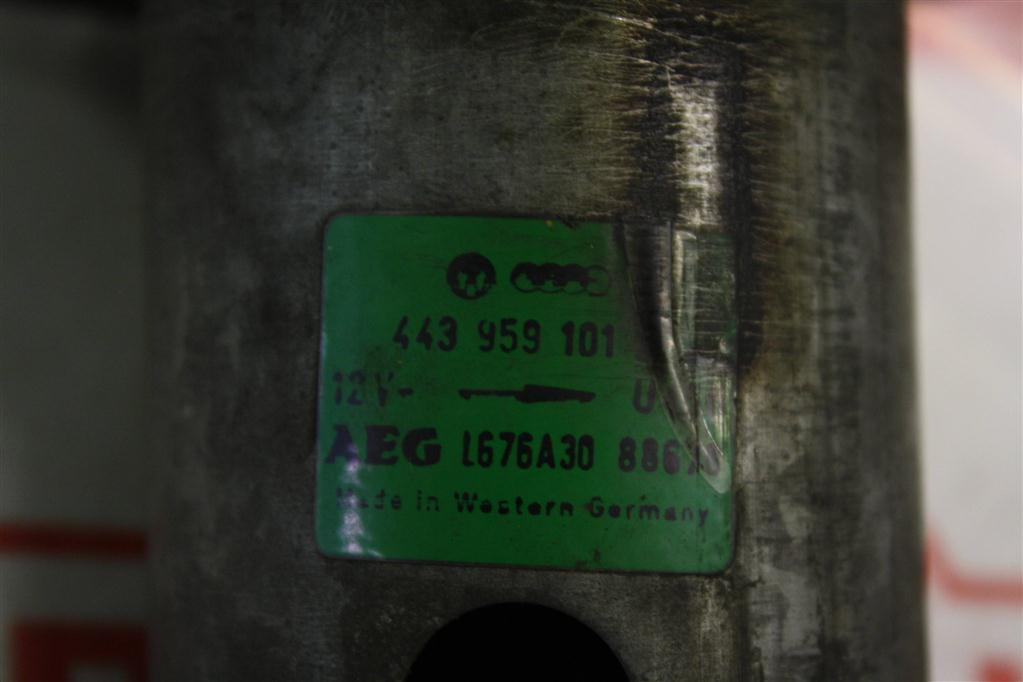 443 959 101
12V-
AEG L676A30
Made in Western Germany